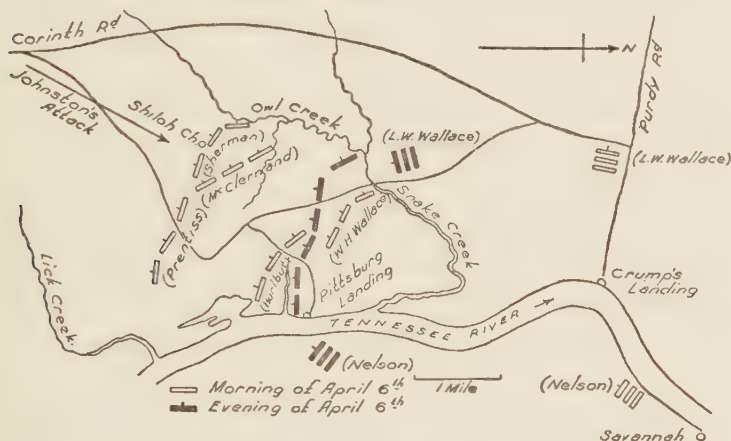 Corinth Rd
Johnston's
Attack
Shiloh Cho
(Sherman)
(McClernand)
(Prentiss)
Owl Creek
(L.W. Wallace)
N
Purdy Rd
(L.W. Wallace)
Snake Creek
(W H Wallace)
(Hurlbutt)
Pittsburg
Landing
Lick Creek
Crump's
Landing
TENNESSEE RIVER
(Nelson)
(Nelson)
Savannah
Morning of April 6th
Evening of April 6th
1 Mile